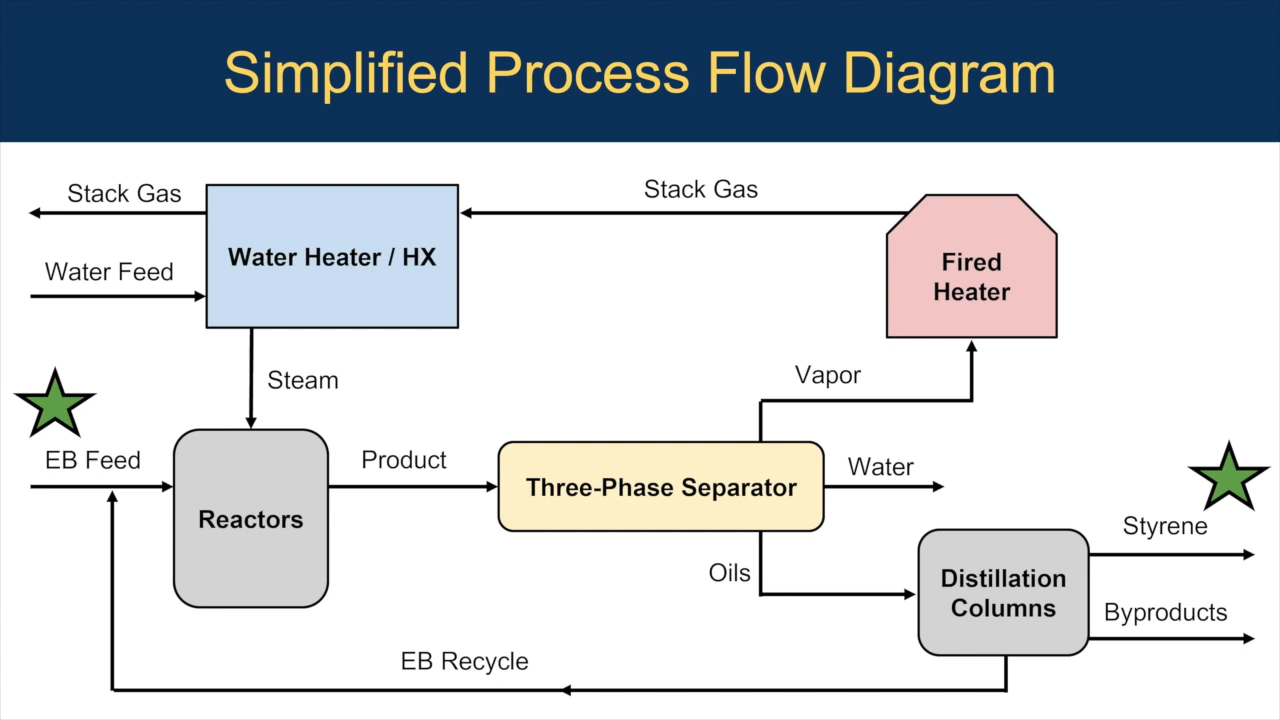 Simplified Process Flow Diagram
Stack Gas
Stack Gas
Water Heater / HX
Water Feed
Fired
Heater
Steam
Vapor
EB Feed
Product
Water
Reactors
Three-Phase Separator
Styrene
Oils
Distillation
Columns
Byproducts
EB Recycle